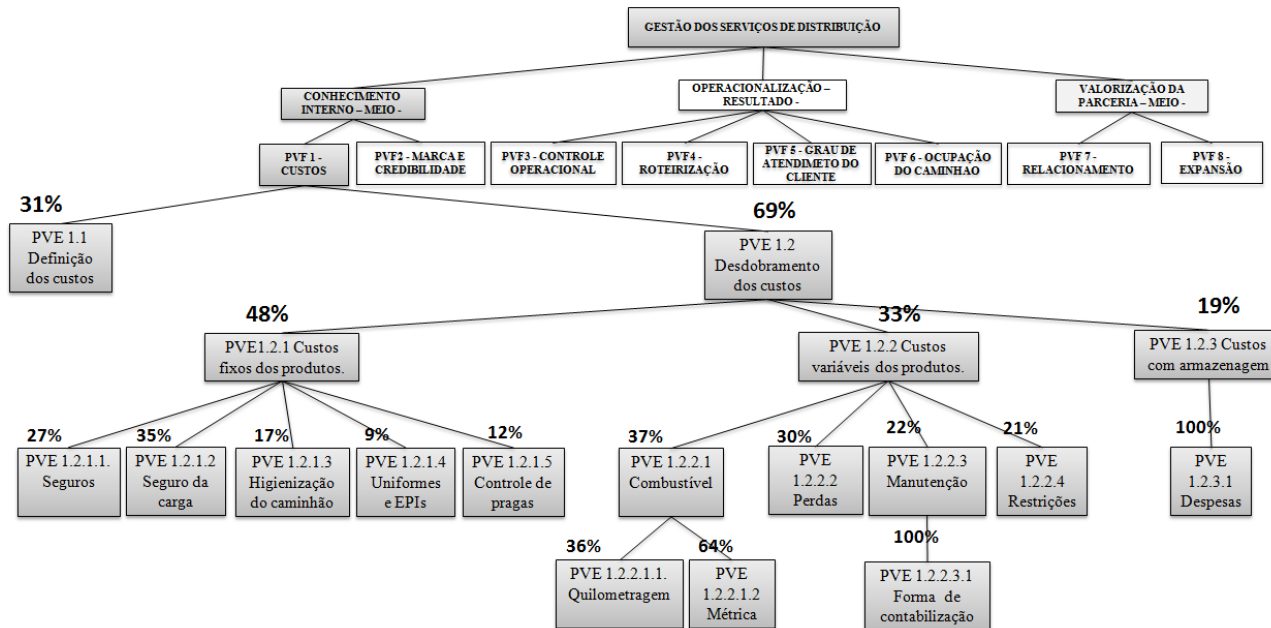 GESTÃO DOS SERVIÇOS DE DISTRIBUIÇÃO
CONHECIMENTO
INTERNO – MEIO -
OPERACIONALIZAÇÃO –
RESULTADO -
VALORIZAÇÃO DA
PARCERIA – MEIO -
PVF 1 -
CUSTOS
PVF2 - MARCA E
CREDIBILIDADE
PVF3 - CONTROLE
OPERACIONAL
PVF4 -
ROTEIRIZAÇÃO
PVF 5 - GRAU DE
ATENDIMETO DO
CLIENTE
PVF 6 - OCUPAÇÃO
DO CAMINHAO
PVF 7 -
RELACIONAMENTO
PVF 8 -
EXPANSÃO
31%
69%
PVE 1.1
Definição
dos custos
PVE 1.2
Desdobramento
dos custos
48%
33%
19%
PVE1.2.1 Custos
fixos dos produtos.
PVE 1.2.2 Custos
variáveis dos produtos.
PVE 1.2.3 Custos
com armazenagem
27%
35%
17%
9%
12%
37%
30%
22%
21%
100%
PVE 1.2.1.1.
Seguros
PVE 1.2.1.2
Seguro da
carga
PVE 1.2.1.3
Higienização
do caminhão
PVE 1.2.1.4
Uniformes
e EPIs
PVE 1.2.1.5
Controle de
pragas
PVE 1.2.2.1
Combustível
PVE
1.2.2.2
Perdas
PVE 1.2.2.3
Manutenção
PVE
1.2.2.4
Restrições
PVE
1.2.3.1
Despesas
36%
64%
100%
PVE 1.2.2.1.1.
Quilometragem
PVE
1.2.2.1.2
Métrica
PVE 1.2.2.3.1
Forma de
contabilização